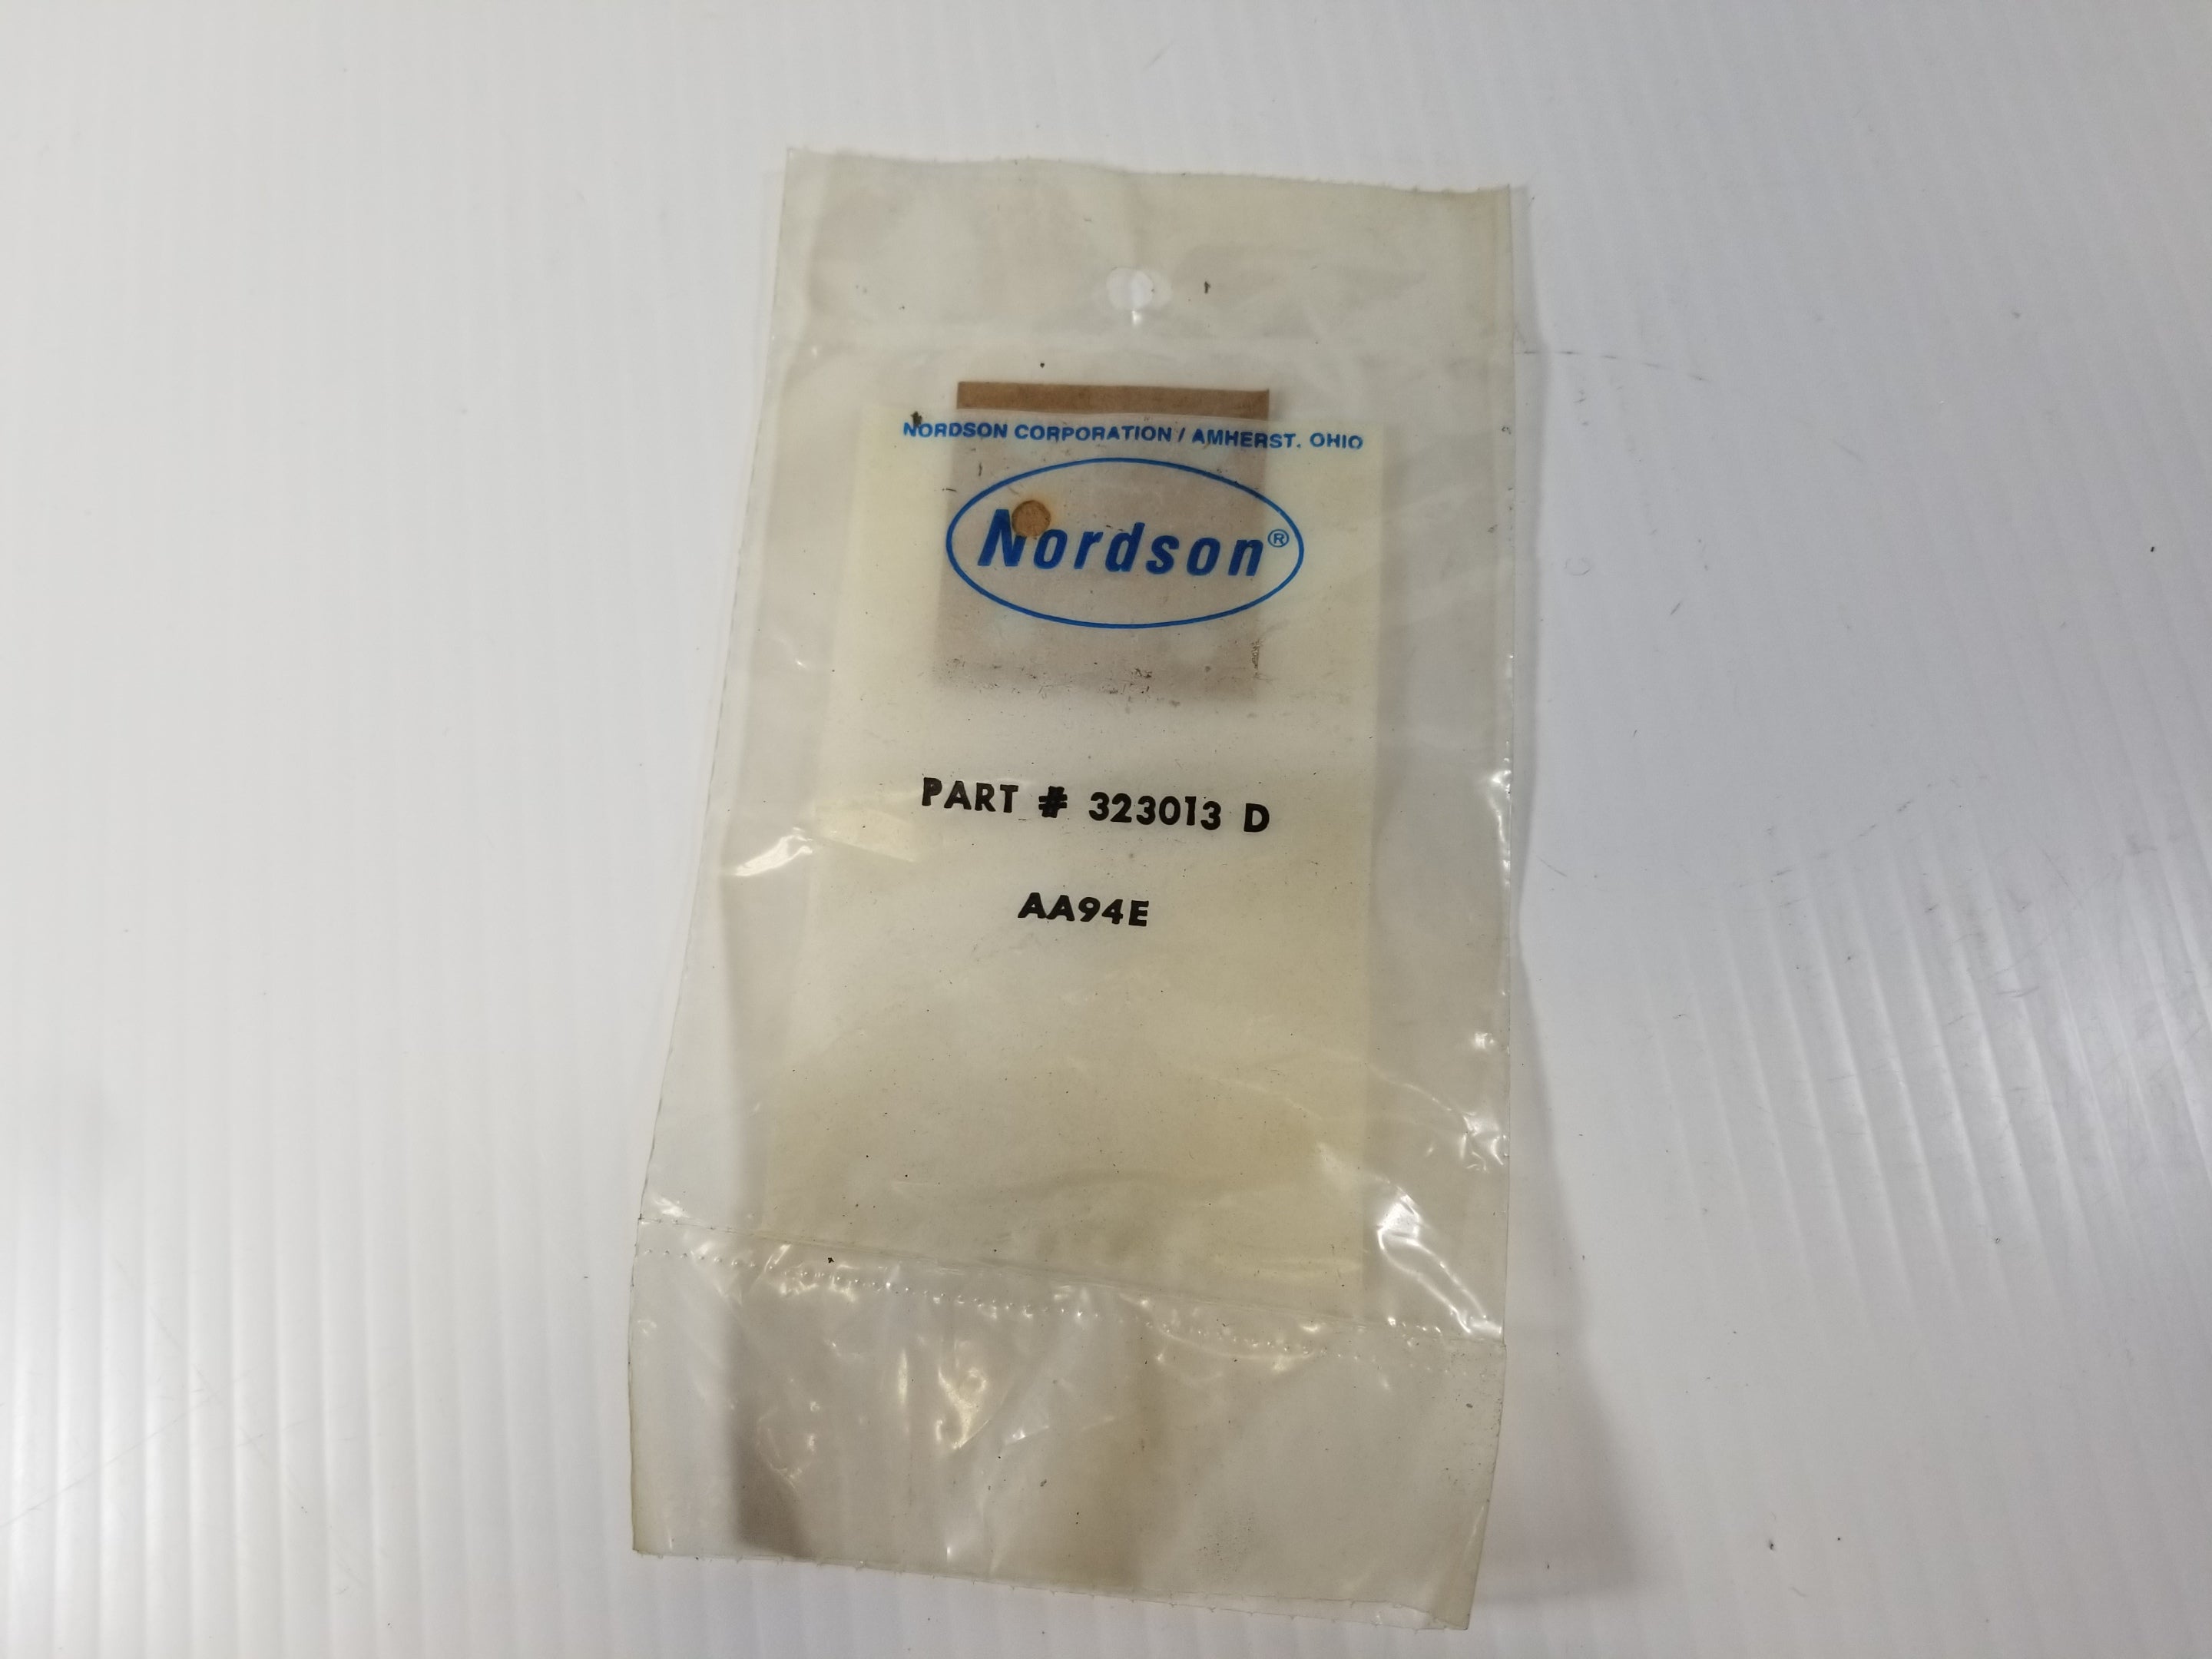 NORDSON CORPORATION / AMHERST, OHIO
Nordson®
PART # 323013 D
AA94E